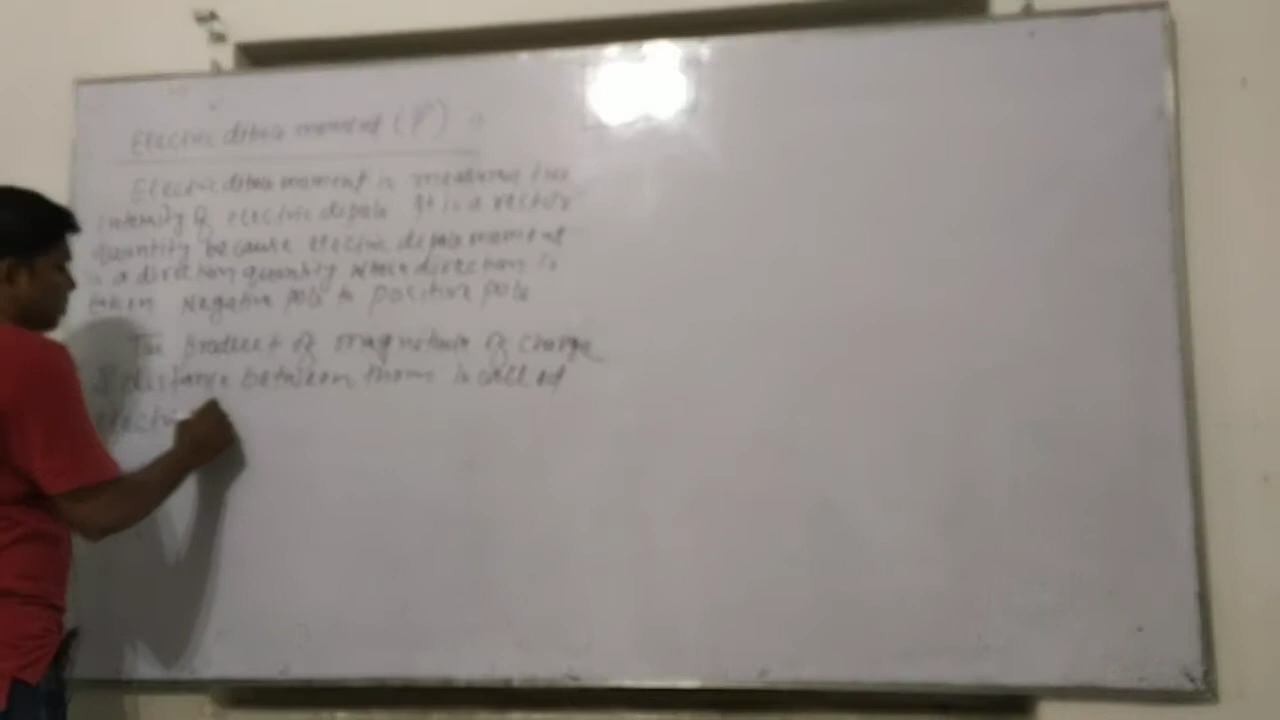 Electric dipole moment (P) →
Electric dipole moment is measures the
intensity of electric dipole It is a vector
quantity because electric dipole moment
is a direction quantity whose direction is
taken Negative pole to positive pole
The product of magnitude of charge
& distance between them is called
electric